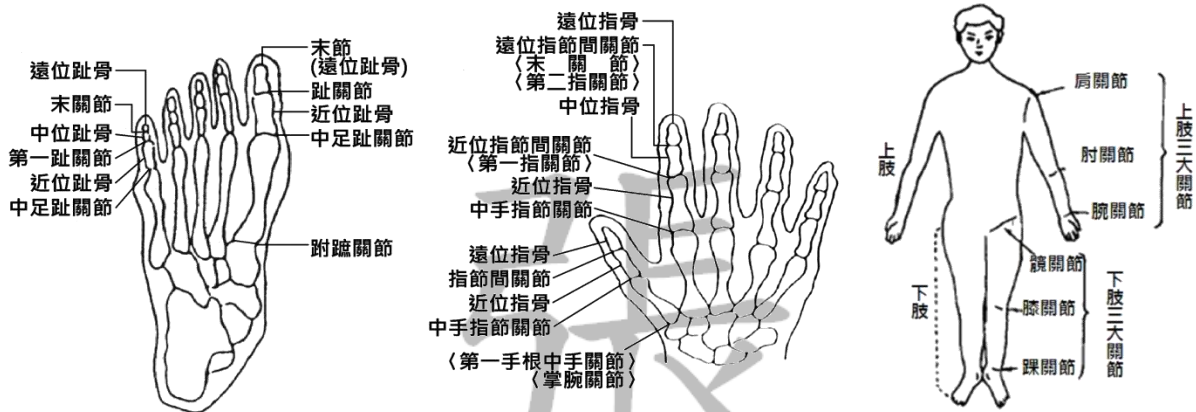 遠位趾骨
末關節
中位趾骨
第一趾關節
近位趾骨
中足趾關節
末節
(遠位趾骨)
趾關節
近位趾骨
中足趾關節
跗蹠關節
遠位指骨
遠位指節間關節
〈末關節〉
〈第二指關節〉
中位指骨
近位指節間關節
〈第一指關節〉
近位指骨
中手指節關節
遠位指骨
指節間關節
近位指骨
中手指節關節
〈第一手根中手關節〉
〈掌腕關節〉
上肢
下肢
肩關節
肘關節
腕關節
上肢三大關節
髖關節
膝關節
踝關節
下肢三大關節